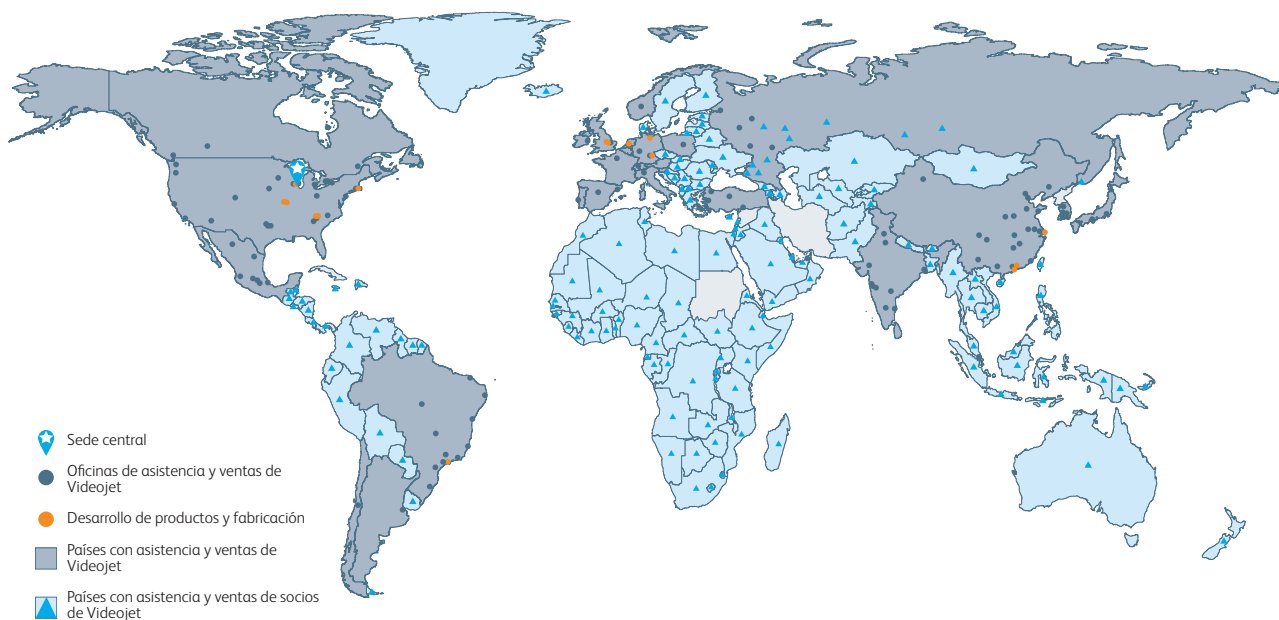 Sede central
Oficinas de asistencia y ventas de
Videojet
Desarrollo de productos y fabricación
Países con asistencia y ventas de
Videojet
Países con asistencia y ventas de socios
de Videojet